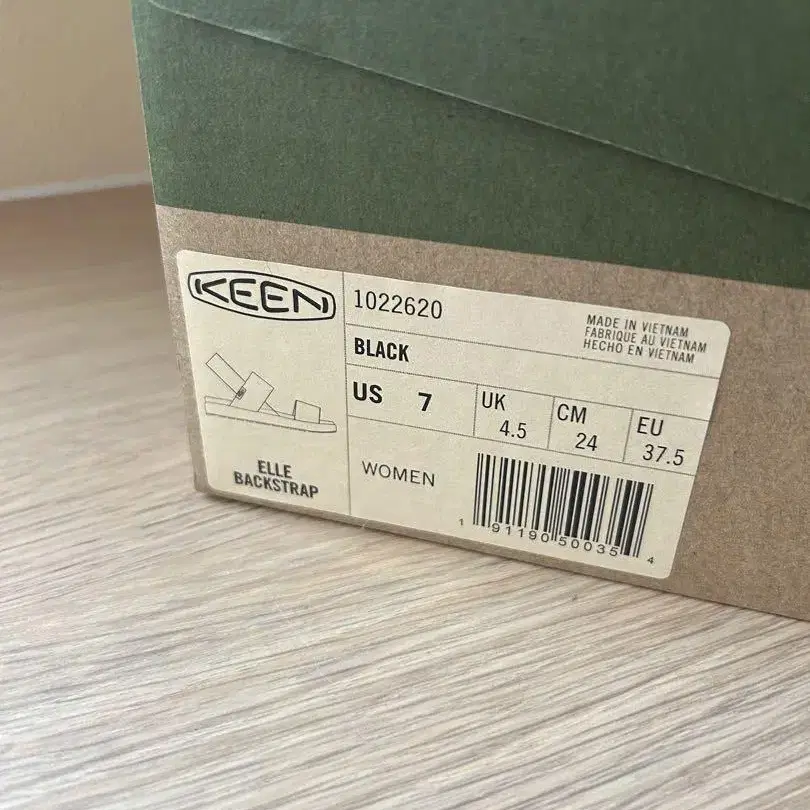 KEEN
1022620
MADE IN VIETNAM
FABRIQUE AU VIETNAM
HECHO EN VIETNAM
BLACK
US 7
UK 4.5
CM 24
EU 37.5
ELLE
BACKSTRAP
WOMEN
1 91190 50035 4